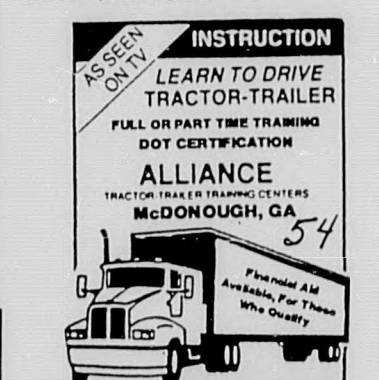 AS SEEN
ON TV
INSTRUCTION
LEARN TO DRIVE
TRACTOR-TRAILER
FULL OR PART TIME TRAINING
DOT CERTIFICATION
ALLIANCE
TRACTOR-TRAILER TRAINING CENTERS
McDONOUGH, GA
54
Financial Aid
Available, For Those
Who Qualify